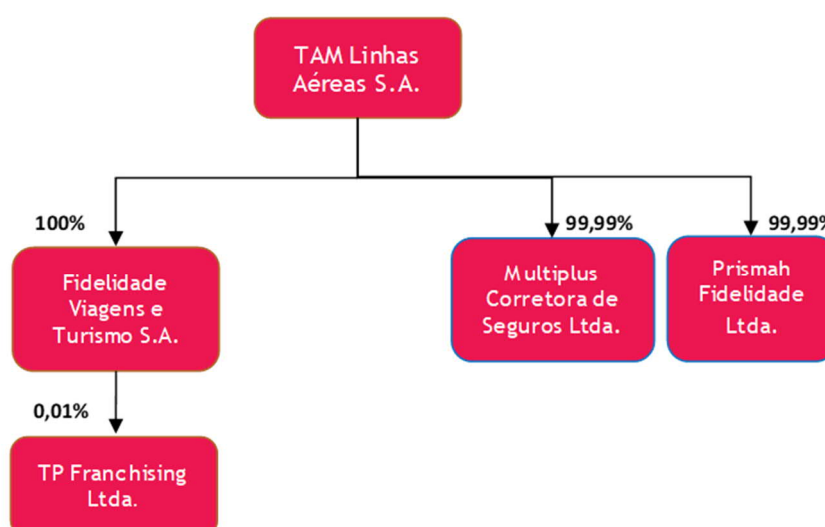 TAM Linhas
Aéreas S.A.
100%
99,99%
99,99%
Fidelidade
Viagens e
Turismo S.A.
Multiplus
Corretora de
Seguros Ltda.
Prismah
Fidelidade
Ltda.
0,01%
TP Franchising
Ltda.